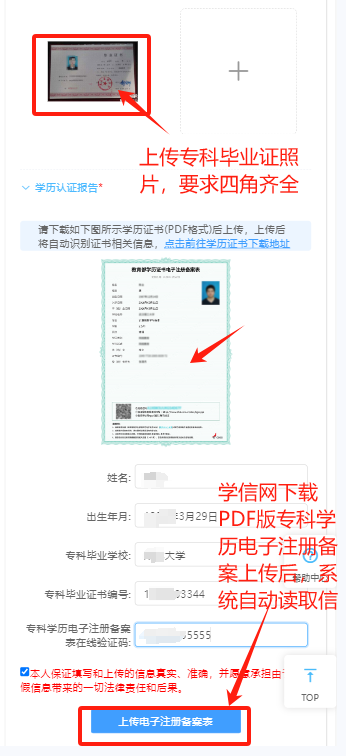 上传专科毕业证照
片，要求四角齐全
学历认证报告*
请下载如下图所示学历证书(PDF格式)后上传，上传后
将自动识别证书相关信息，点击前往学历证书下载地址
教育部学历证书电子注册备案表
姓名:
学信网下载
出生年月: 年3月29日
PDF版专科学
专科毕业学校: 大学
历电子注册备
帮助中
专科毕业证书编号: 1 03344
案上传后，系
统自动读取信
专科学历电子注册备案
表在线验证码: 5555
本人保证填写和上传的信息真实、准确，并愿意承担由
假信息带来的一切法律责任和后果。
TOP
上传电子注册备案表